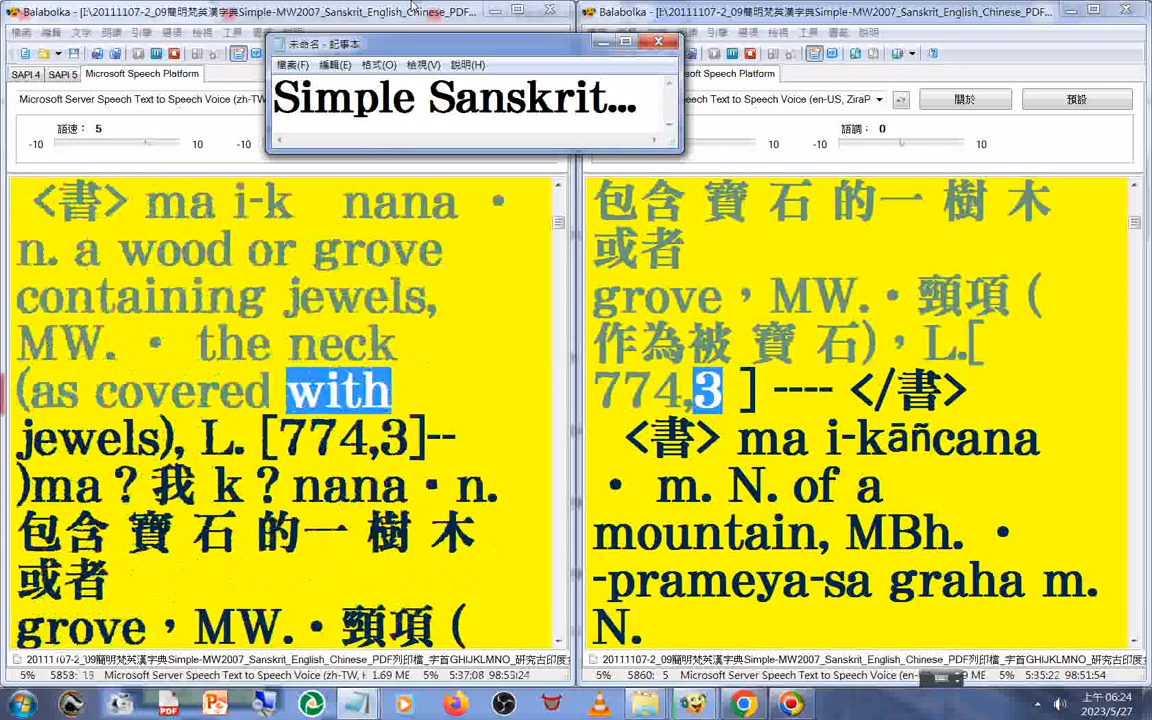 Balabolka - [I:\20111107-2_09簡明梵英漢字典Simple-MW2007_Sanskrit_English_Chinese_PDF...
Balabolka - [I:\20111107-2_09簡明梵英漢字典Simple-MW2007_Sanskrit_English_Chinese_PDF...
未命名 - 記事本
檔案(F) 編輯(E) 格式(O) 檢視(V) 說明(H)
Simple Sanskrit...
SAPI 4 SAPI 5 Microsoft Speech Platform
Microsoft Server Speech Text to Speech Voice (zh-TW,
語速： 5
-10 10 -10
Speech Platform
eech Text to Speech Voice (en-US, ZiraP
關於 預設
語調： 0
10 -10 10
<書> ma i-k nana •
n. a wood or grove
containing jewels,
MW. • the neck
(as covered with
jewels), L. [774,3]--
)ma？我 k？nana • n.
包含 寶 石 的一 樹 木
或者
grove，MW. • 頸項 (
包含 寶 石 的一 樹 木
或者
grove，MW. • 頸項 (
作為被 寶 石)，L.[
774,3 ] ---- </書>
<書> ma i-kāñcana
• m. N. of a
mountain, MBh. •
-prameya-sa graha m.
N.
20111107-2_09簡明梵英漢字典Simple-MW2007_Sanskrit_English_Chinese_PDF列印檔_字首GHIJKLMNO_研究古印度
5% 5858: 19 Microsoft Server Speech Text to Speech Voice (zh-TW, H 1.69 ME 5% 5:37:08 98:53:24
20111107-2_09簡明梵英漢字典Simple-MW2007_Sanskrit_English_Chinese_PDF列印檔_字首GHIJKLMNO_研究古印度
5% 5860: 5 Microsoft Server Speech Text to Speech Voice (en-US, Z 1.69 ME 5% 5:35:22 98:51:54
上午 06:24
2023/5/27